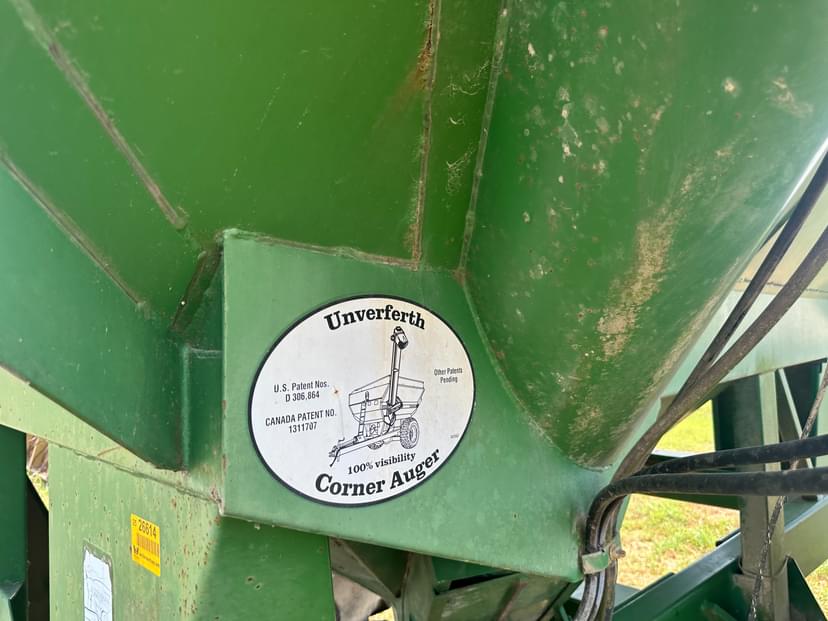 Unverferth
U.S. Patent Nos.
D 306,864
Other Patents
Pending
CANADA PATENT NO.
1311707
100% visibility
Corner Auger
26614